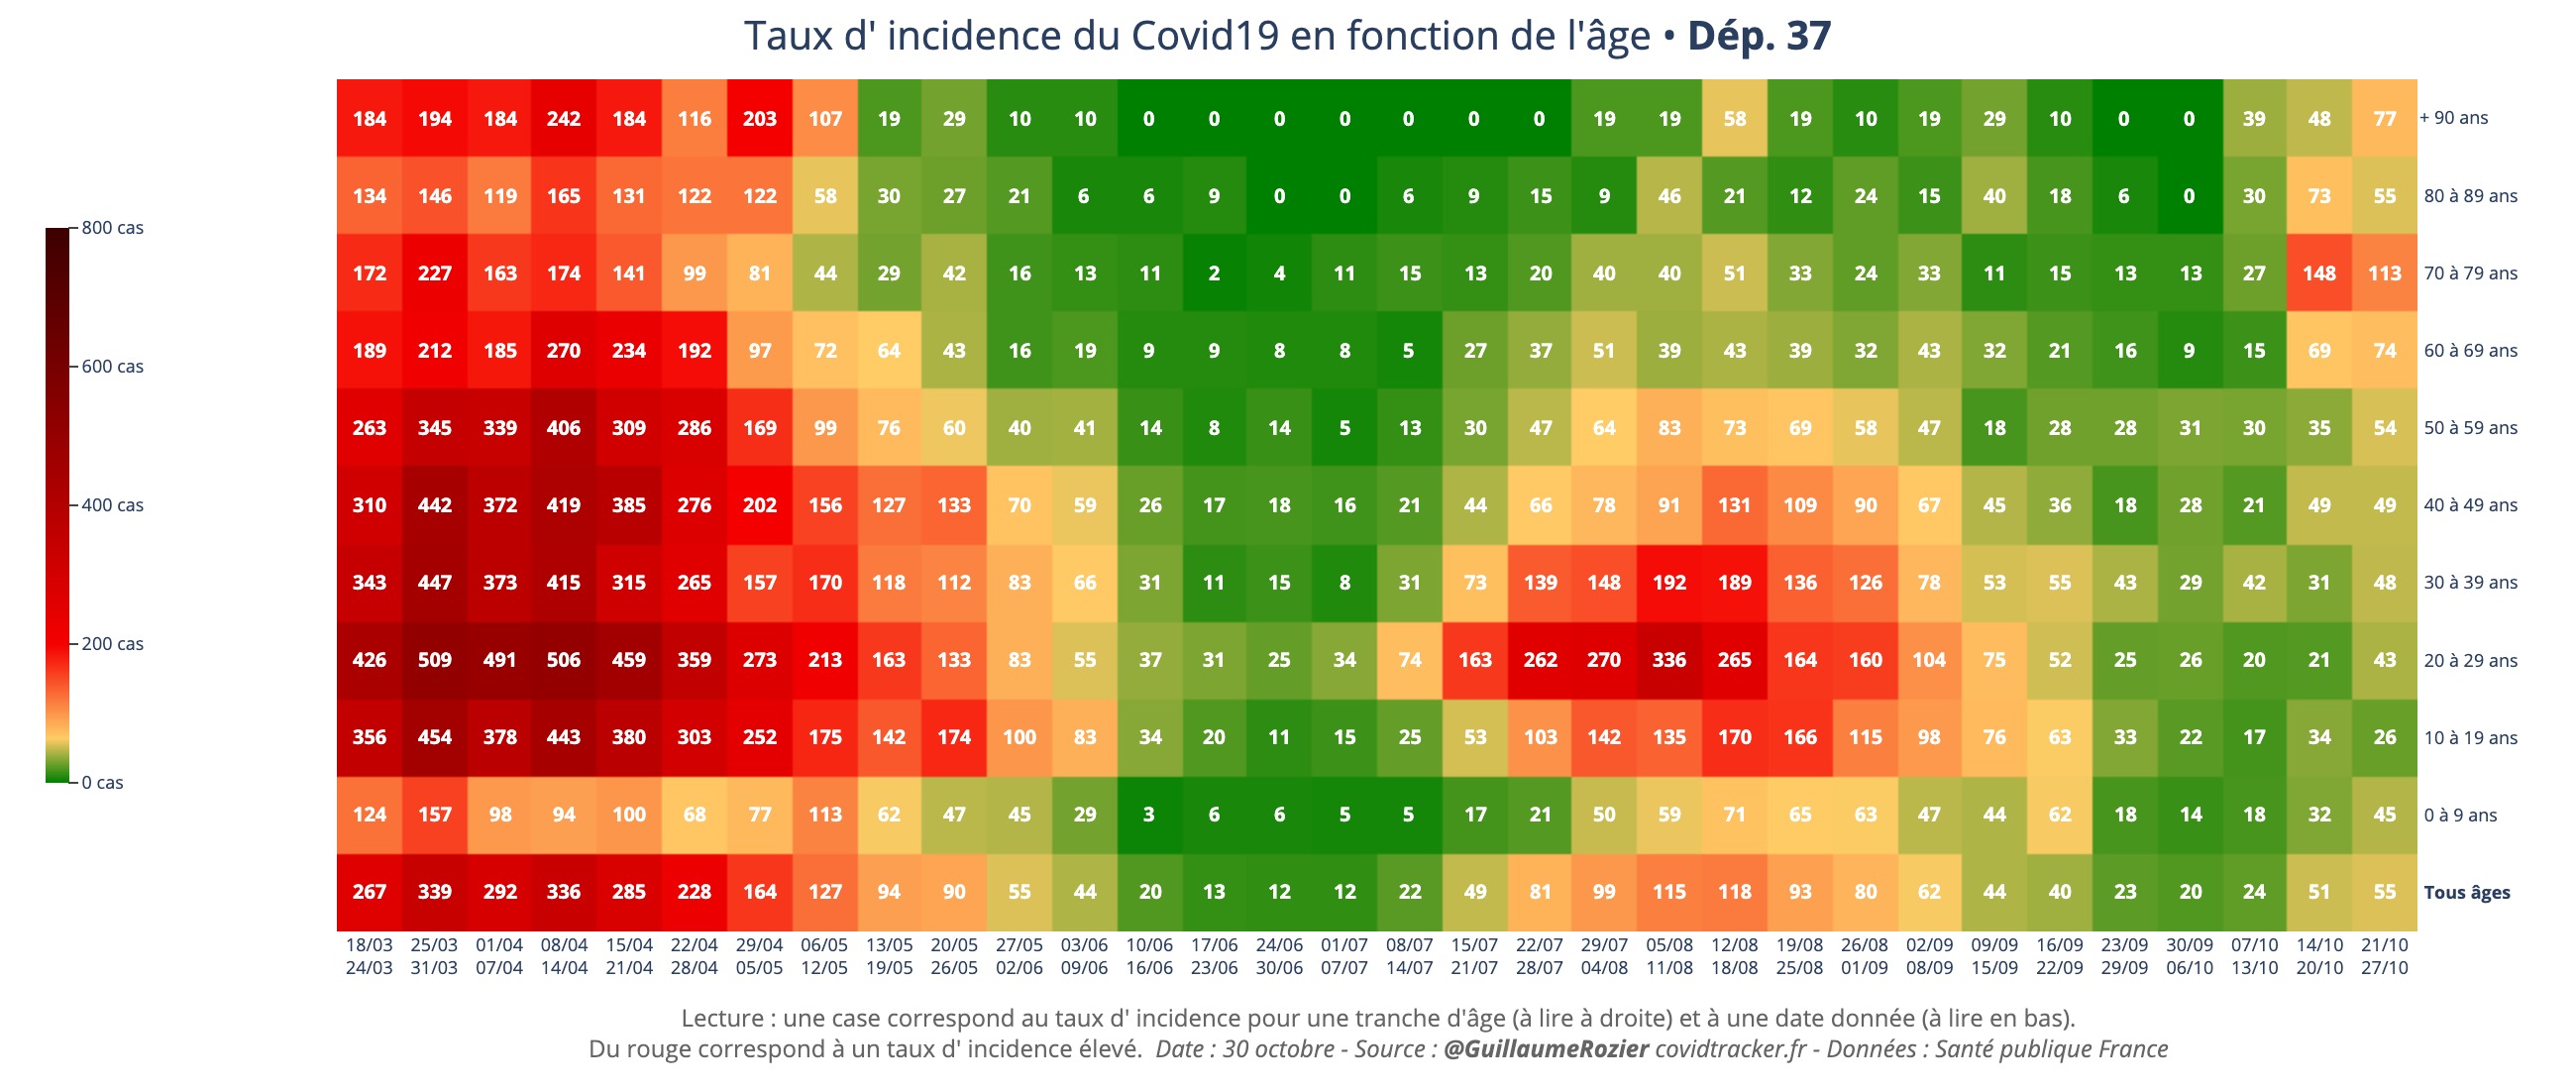 Taux d' incidence du Covid19 en fonction de l'âge • Dép. 37
800 cas
600 cas
400 cas
200 cas
0 cas
184 194 184 242 184 116 203 107 19 29 10 10 0 0 0 0 0 0 0 19 19 58 19 10 19 29 10 0 0 39 48 77 + 90 ans
134 146 119 165 131 122 122 58 30 27 21 6 6 9 0 0 6 9 15 9 46 21 12 24 15 40 18 6 0 30 73 55 80 à 89 ans
172 227 163 174 141 99 81 44 29 42 16 13 11 2 4 11 15 13 20 40 40 51 33 24 33 11 15 13 13 27 148 113 70 à 79 ans
189 212 185 270 234 192 97 72 64 43 16 19 9 9 8 8 5 27 37 51 39 43 39 32 43 32 21 16 9 15 69 74 60 à 69 ans
263 345 339 406 309 286 169 99 76 60 40 41 14 8 14 5 13 30 47 64 83 73 69 58 47 18 28 28 31 30 35 54 50 à 59 ans
310 442 372 419 385 276 202 156 127 133 70 59 26 17 18 16 21 44 66 78 91 131 109 90 67 45 36 18 28 21 49 49 40 à 49 ans
343 447 373 415 315 265 157 170 118 112 83 66 31 11 15 8 31 73 139 148 192 189 136 126 78 53 55 43 29 42 31 48 30 à 39 ans
426 509 491 506 459 359 273 213 163 133 83 55 37 31 25 34 74 163 262 270 336 265 164 160 104 75 52 25 26 20 21 43 20 à 29 ans
356 454 378 443 380 303 252 175 142 174 100 83 34 20 11 15 25 53 103 142 135 170 166 115 98 76 63 33 22 17 34 26 10 à 19 ans
124 157 98 94 100 68 77 113 62 47 45 29 3 6 6 5 5 17 21 50 59 71 65 63 47 44 62 18 14 18 32 45 0 à 9 ans
267 339 292 336 285 228 164 127 94 90 55 44 20 13 12 12 22 49 81 99 115 118 93 80 62 44 40 23 20 24 51 55 Tous âges
18/03 25/03 01/04 08/04 15/04 22/04 29/04 06/05 13/05 20/05 27/05 03/06 10/06 17/06 24/06 01/07 08/07 15/07 22/07 29/07 05/08 12/08 19/08 26/08 02/09 09/09 16/09 23/09 30/09 07/10 14/10 21/10
24/03 31/03 07/04 14/04 21/04 28/04 05/05 12/05 19/05 26/05 02/06 09/06 16/06 23/06 30/06 07/07 14/07 21/07 28/07 04/08 11/08 18/08 25/08 01/09 08/09 15/09 22/09 29/09 06/10 13/10 20/10 27/10
Lecture : une case correspond au taux d' incidence pour une tranche d'âge (à lire à droite) et à une date donnée (à lire en bas).
Du rouge correspond à un taux d' incidence élevé. Date : 30 octobre - Source : @GuillaumeRozier covidtracker.fr - Données : Santé publique France